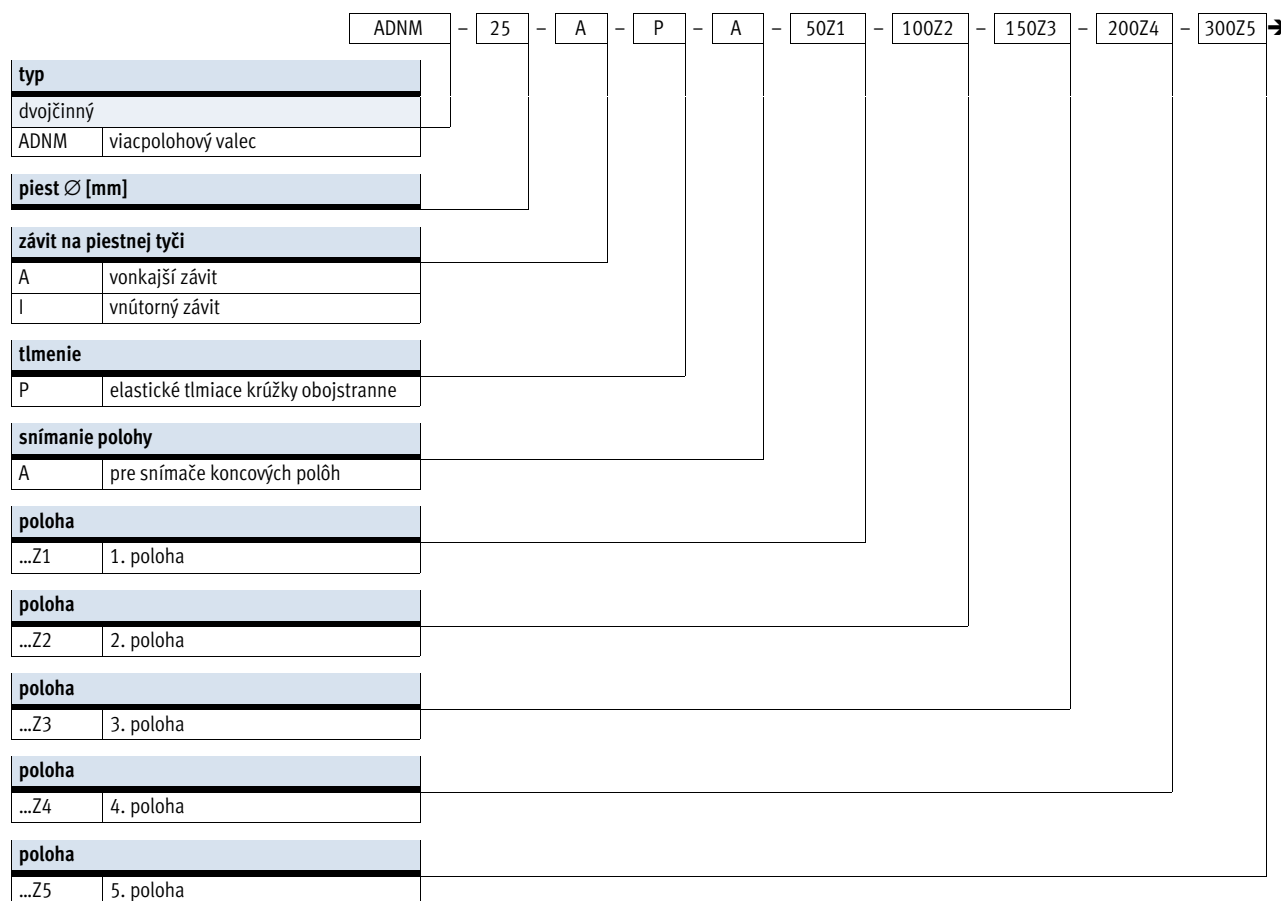 ADNM – 25 – A – P – A – 50Z1 – 100Z2 – 150Z3 – 200Z4 – 300Z5 ➔
typ
dvojčinný
ADNM viacpolohový valec
piest ∅ [mm]
závit na piestnej tyči
A vonkajší závit
I vnútorný závit
tlmenie
P elastické tlmiace krúžky obojstranne
snímanie polohy
A pre snímače koncových polôh
poloha
...Z1 1. poloha
poloha
...Z2 2. poloha
poloha
...Z3 3. poloha
poloha
...Z4 4. poloha
poloha
...Z5 5. poloha